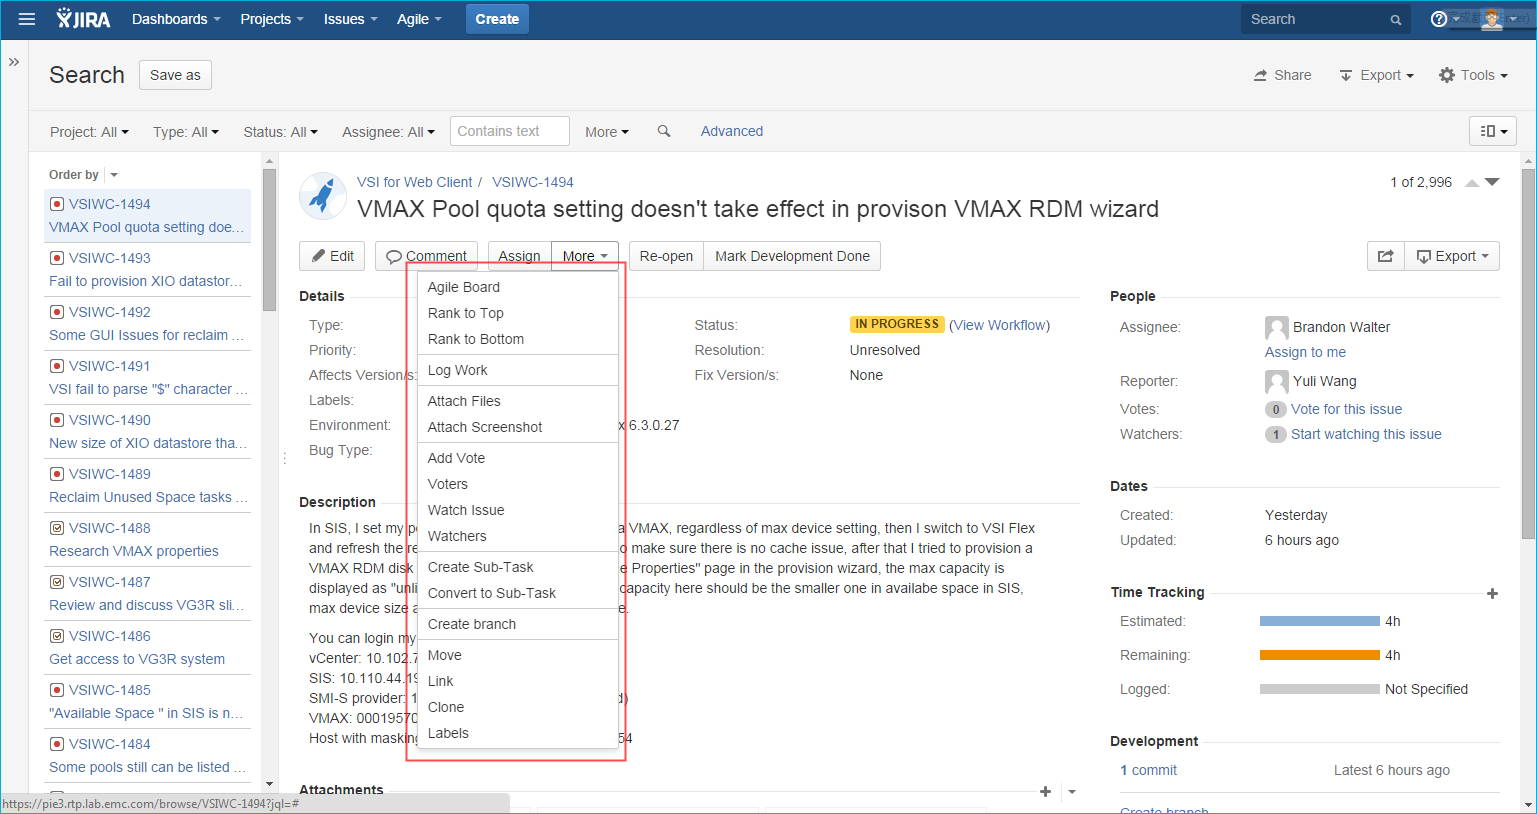 JIRA Dashboards Projects Issues Agile Create Search
Search Save as Share Export Tools
Project: All Type: All Status: All Assignee: All Contains text More Advanced
Order by
VSIWC-1494
VMAX Pool quota setting doe...
VSIWC-1493
Fail to provision XIO datastor...
VSIWC-1492
Some GUI Issues for reclaim ...
VSIWC-1491
VSI fail to parse "$" character ...
VSIWC-1490
New size of XIO datastore tha...
VSIWC-1489
Reclaim Unused Space tasks ...
VSIWC-1488
Research VMAX properties
VSIWC-1487
Review and discuss VG3R sli...
VSIWC-1486
Get access to VG3R system
VSIWC-1485
"Available Space " in SIS is n...
VSIWC-1484
Some pools still can be listed ...
https://pie3.rtp.lab.emc.com/browse/VSIWC-1494?jql=#
VSI for Web Client / VSIWC-1494
1 of 2,996
VMAX Pool quota setting doesn't take effect in provison VMAX RDM wizard
Edit Comment Assign More Re-open Mark Development Done Export
Agile Board
Rank to Top
Rank to Bottom
Log Work
Attach Files
Attach Screenshot
Add Vote
Voters
Watch Issue
Watchers
Create Sub-Task
Convert to Sub-Task
Create branch
Move
Link
Clone
Labels
Details
Type:
Priority:
Affects Version/s:
Labels:
Environment: x 6.3.0.27
Bug Type:
Status: IN PROGRESS (View Workflow)
Resolution: Unresolved
Fix Version/s: None
Description
In SIS, I set my p a VMAX, regardless of max device setting, then I switch to VSI Flex
and refresh the re o make sure there is no cache issue, after that I tried to provision a
VMAX RDM disk e Properties" page in the provision wizard, the max capacity is
displayed as "unli capacity here should be the smaller one in availabe space in SIS,
max device size a e.
You can login my
vCenter: 10.102.7
SIS: 10.110.44.19
SMI-S provider: 1 d)
VMAX: 00019570
Host with masking 54
Attachments
People
Assignee: Brandon Walter
Assign to me
Reporter: Yuli Wang
Votes: 0 Vote for this issue
Watchers: 1 Start watching this issue
Dates
Created: Yesterday
Updated: 6 hours ago
Time Tracking
Estimated: 4h
Remaining: 4h
Logged: Not Specified
Development
1 commit Latest 6 hours ago
Create branch